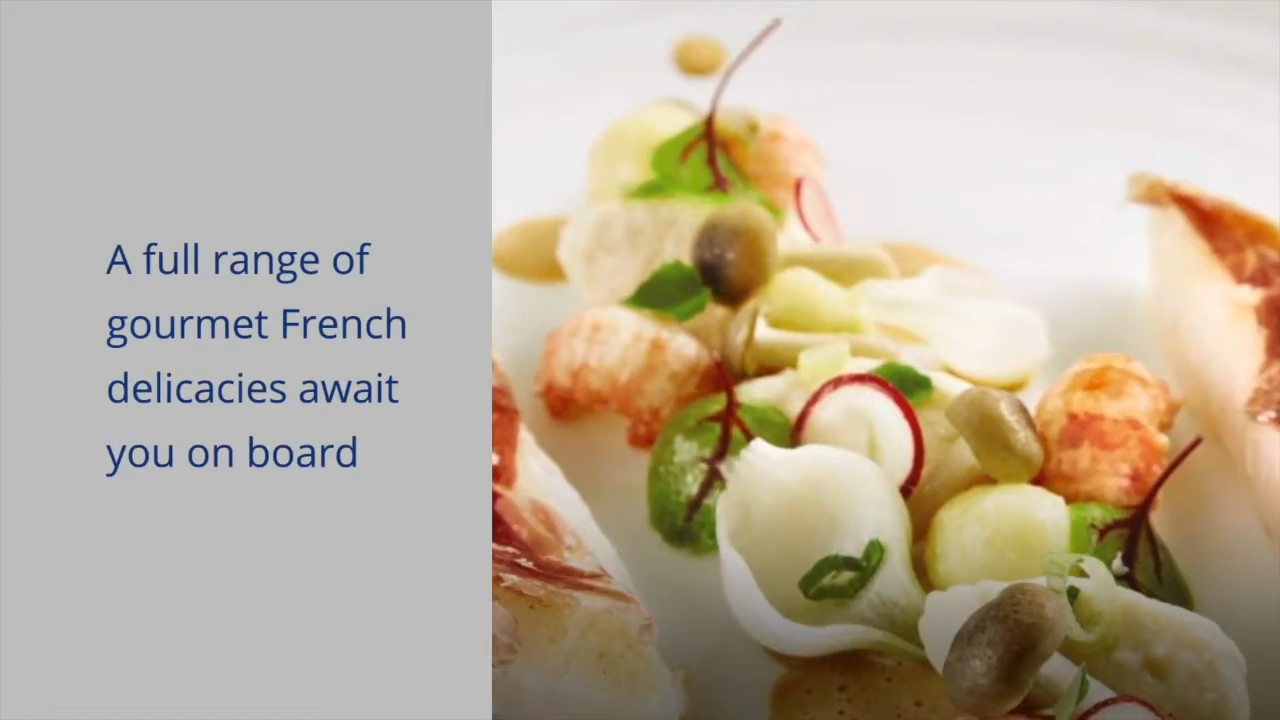 A full range of
gourmet French
delicacies await
you on board